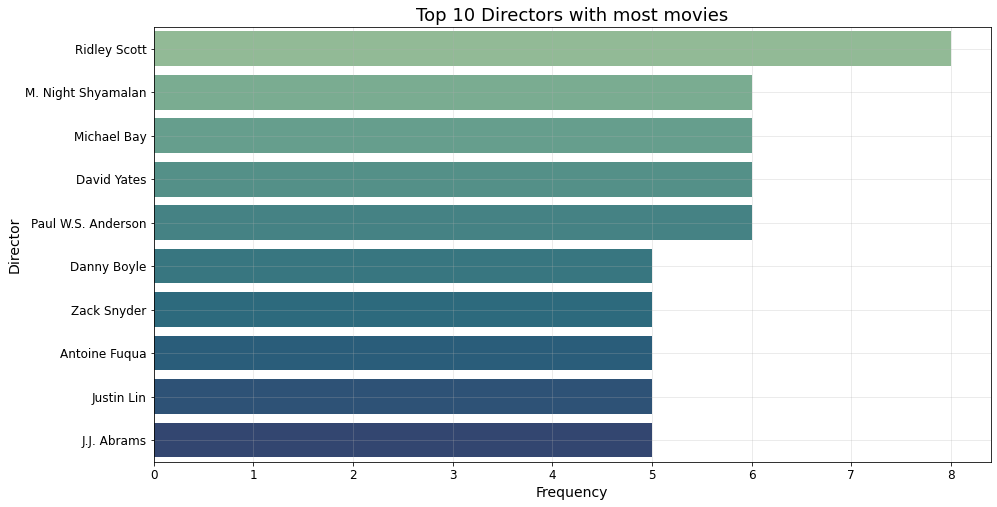 Top 10 Directors with most movies
Director
Ridley Scott
M. Night Shyamalan
Michael Bay
David Yates
Paul W.S. Anderson
Danny Boyle
Zack Snyder
Antoine Fuqua
Justin Lin
J.J. Abrams
0 1 2 3 4 5 6 7 8
Frequency